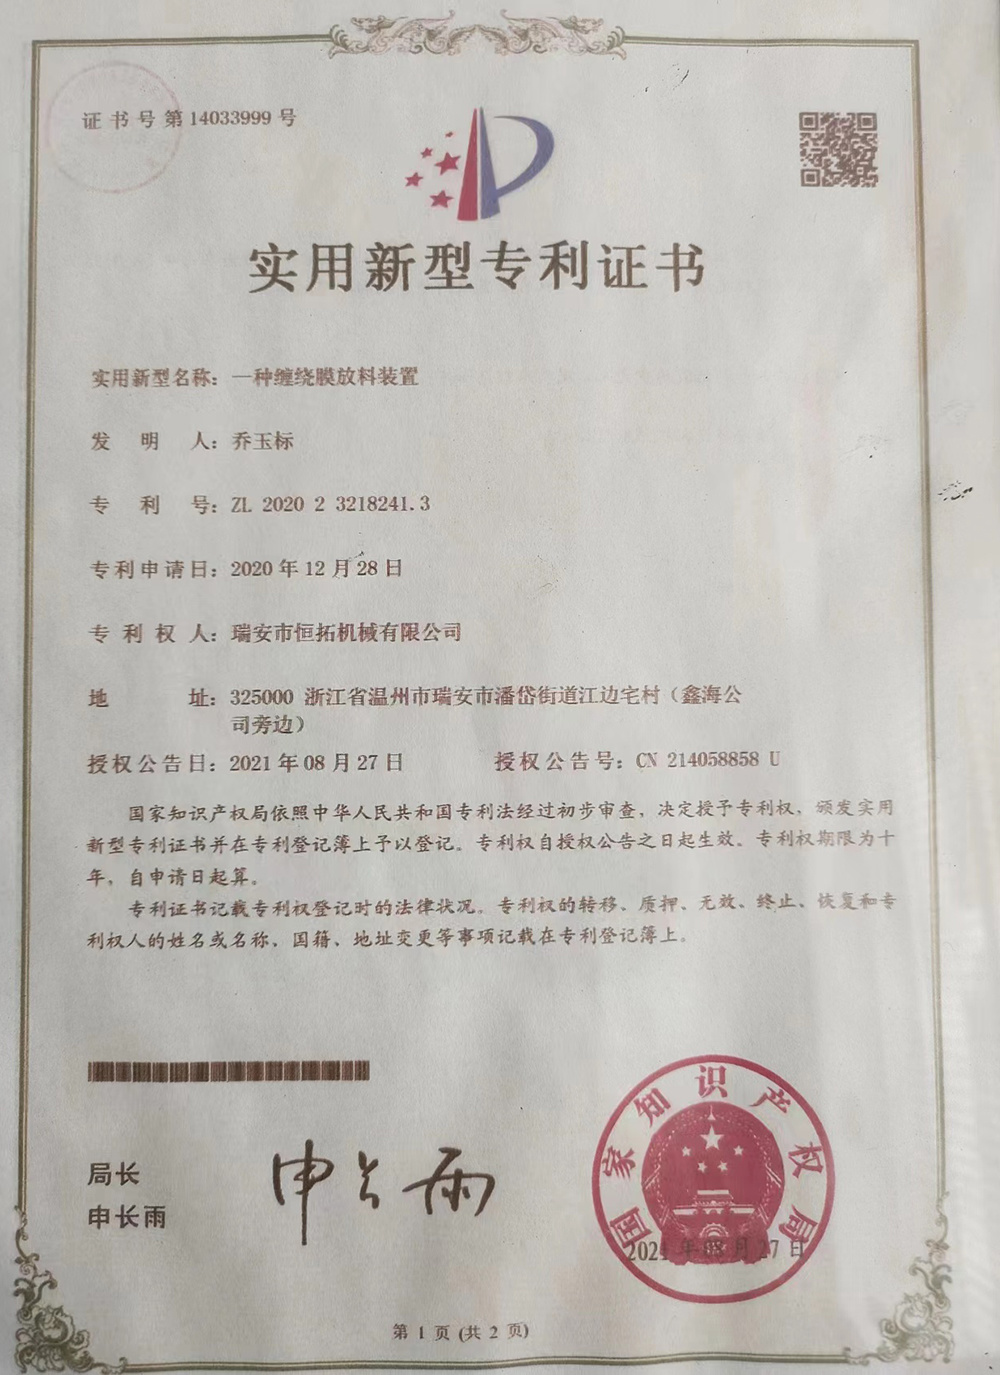 证书号第14033999号
实用新型专利证书
实用新型名称：一种缠绕膜放料装置
发明人：乔玉标
专利号：ZL 2020 2 3218241.3
专利申请日：2020年12月28日
专利权人：瑞安市恒拓机械有限公司
地址：325000 浙江省温州市瑞安市潘岱街道江边宅村（鑫海公
司旁边）
授权公告日：2021年08月27日 授权公告号：CN 214058858 U
国家知识产权局依照中华人民共和国专利法经过初步审查，决定授予专利权，颁发实用
新型专利证书并在专利登记簿上予以登记。专利权自授权公告之日起生效。专利权期限为十
年，自申请日起算。
专利证书记载专利权登记时的法律状况。专利权的转移、质押、无效、终止、恢复和专
利权人的姓名或名称、国籍、地址变更等事项记载在专利登记簿上。
局长
申长雨
申长雨
国家知识产权局
2021年08月27日
第 1 页 (共 2 页)